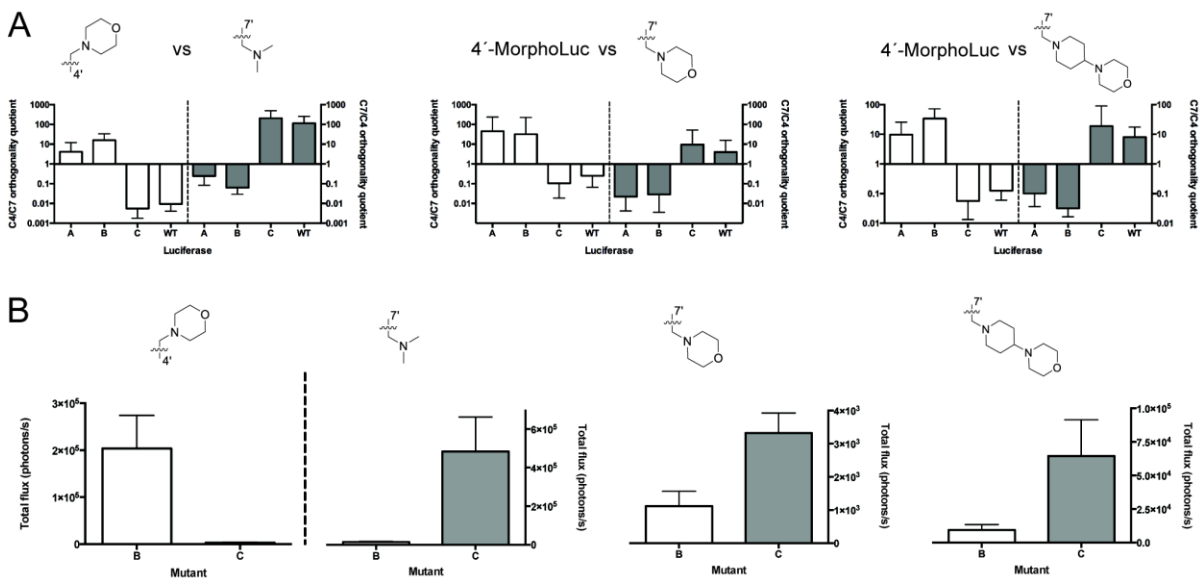 A
4' N O vs 7' N
4´-MorphoLuc vs 7' N O
4´-MorphoLuc vs 7' N N O
C4/C7 orthogonality quotient
1000
100
10
1
0.1
0.01
0.001
A B C WT A B C WT
Luciferase
1000
100
10
1
0.1
0.01
0.001
C7/C4 orthogonality quotient
C4/C7 orthogonality quotient
1000
100
10
1
0.1
0.01
0.001
A B C WT A B C WT
Luciferase
1000
100
10
1
0.1
0.01
0.001
C7/C4 orthogonality quotient
C4/C7 orthogonality quotient
100
10
1
0.1
0.01
A B C WT A B C WT
Luciferase
100
10
1
0.1
0.01
C7/C4 orthogonality quotient
B
4' N O
7' N
7' N O
7' N N O
Total flux (photons/s)
3×10⁵
2×10⁵
1×10⁵
0
B C
Mutant
6×10⁵
4×10⁵
2×10⁵
0
Total flux (photons/s)
B C
Mutant
4×10³
3×10³
2×10³
1×10³
0
Total flux (photons/s)
B C
Mutant
1.0×10⁵
7.5×10⁴
5.0×10⁴
2.5×10⁴
0.0
Total flux (photons/s)
B C
Mutant